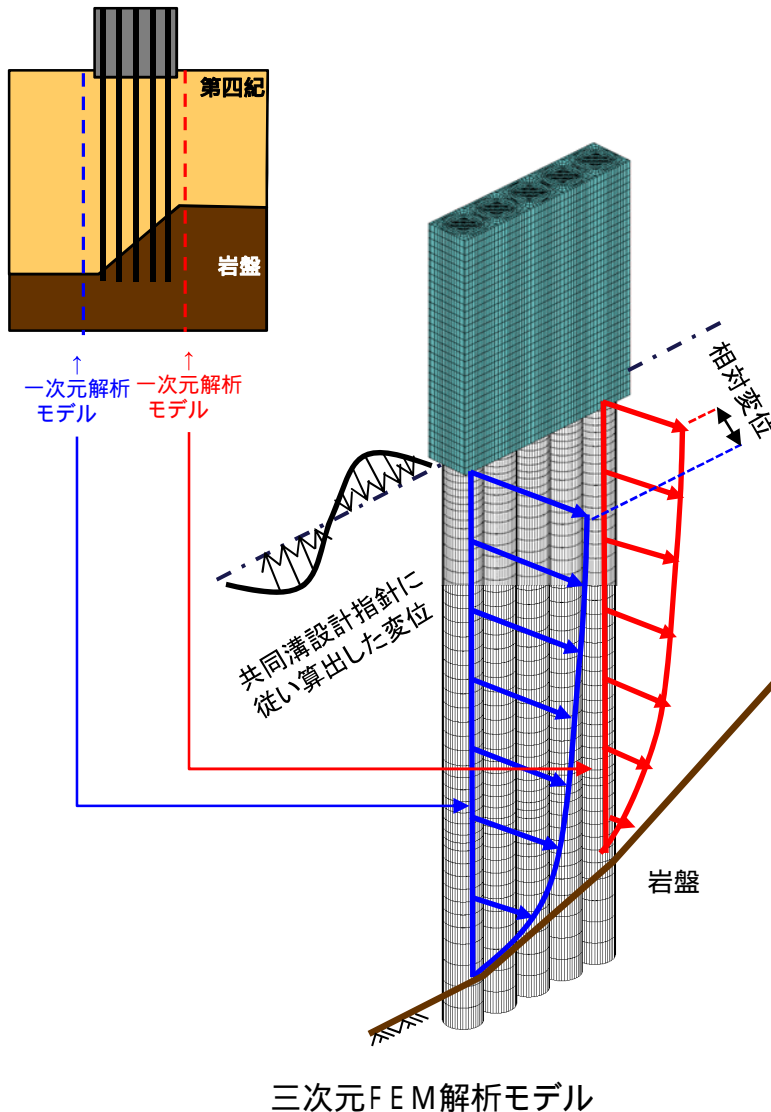 第四紀
岩盤
↑
一次元解析
モデル
↑
一次元解析
モデル
相対変位
共同溝設計指針に
従い算出した変位
岩盤
三次元FEM解析モデル